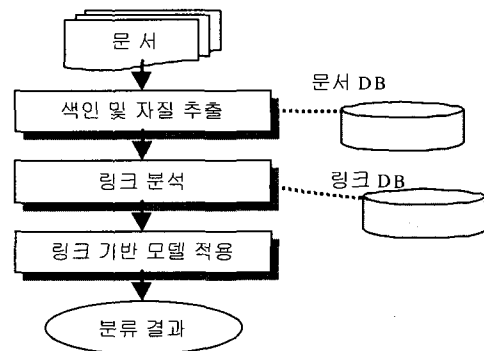 문 서
문서 DB
색인 및 자질 추출
링크 분석
링크 DB
링크 기반 모델 적용
분류 결과